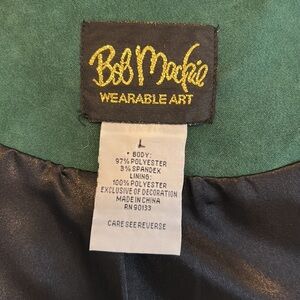 Bob Mackie
WEARABLE ART
L
• BODY:
97% POLYESTER
3% SPANDEX
LINING:
100% POLYESTER
EXCLUSIVE OF DECORATION
MADE IN CHINA
RN 90133
CARE SEE REVERSE